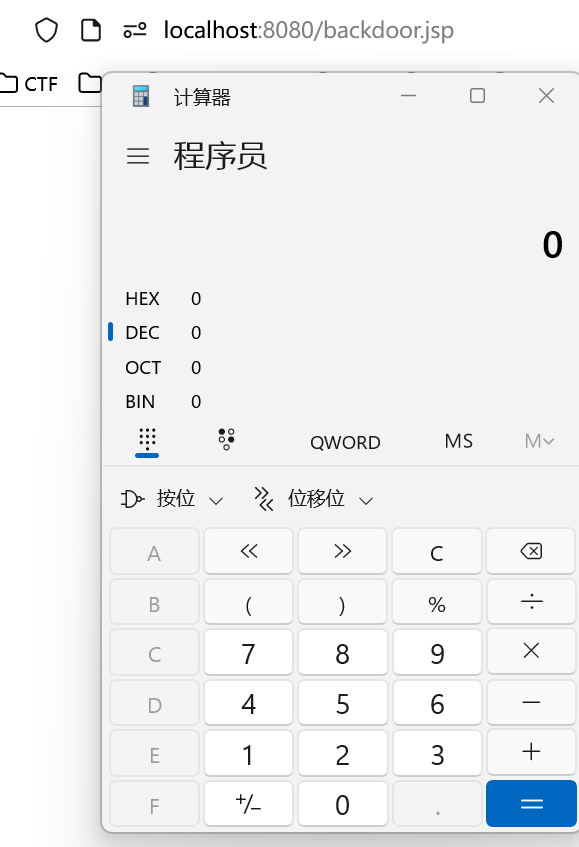 localhost:8080/backdoor.jsp
CTF
计算器
程序员
0
HEX 0
DEC 0
OCT 0
BIN 0
QWORD MS M
按位 位移位
A << >> C
B ( ) % ÷
C 7 8 9 ×
D 4 5 6 −
E 1 2 3 +
F +/− 0 . =